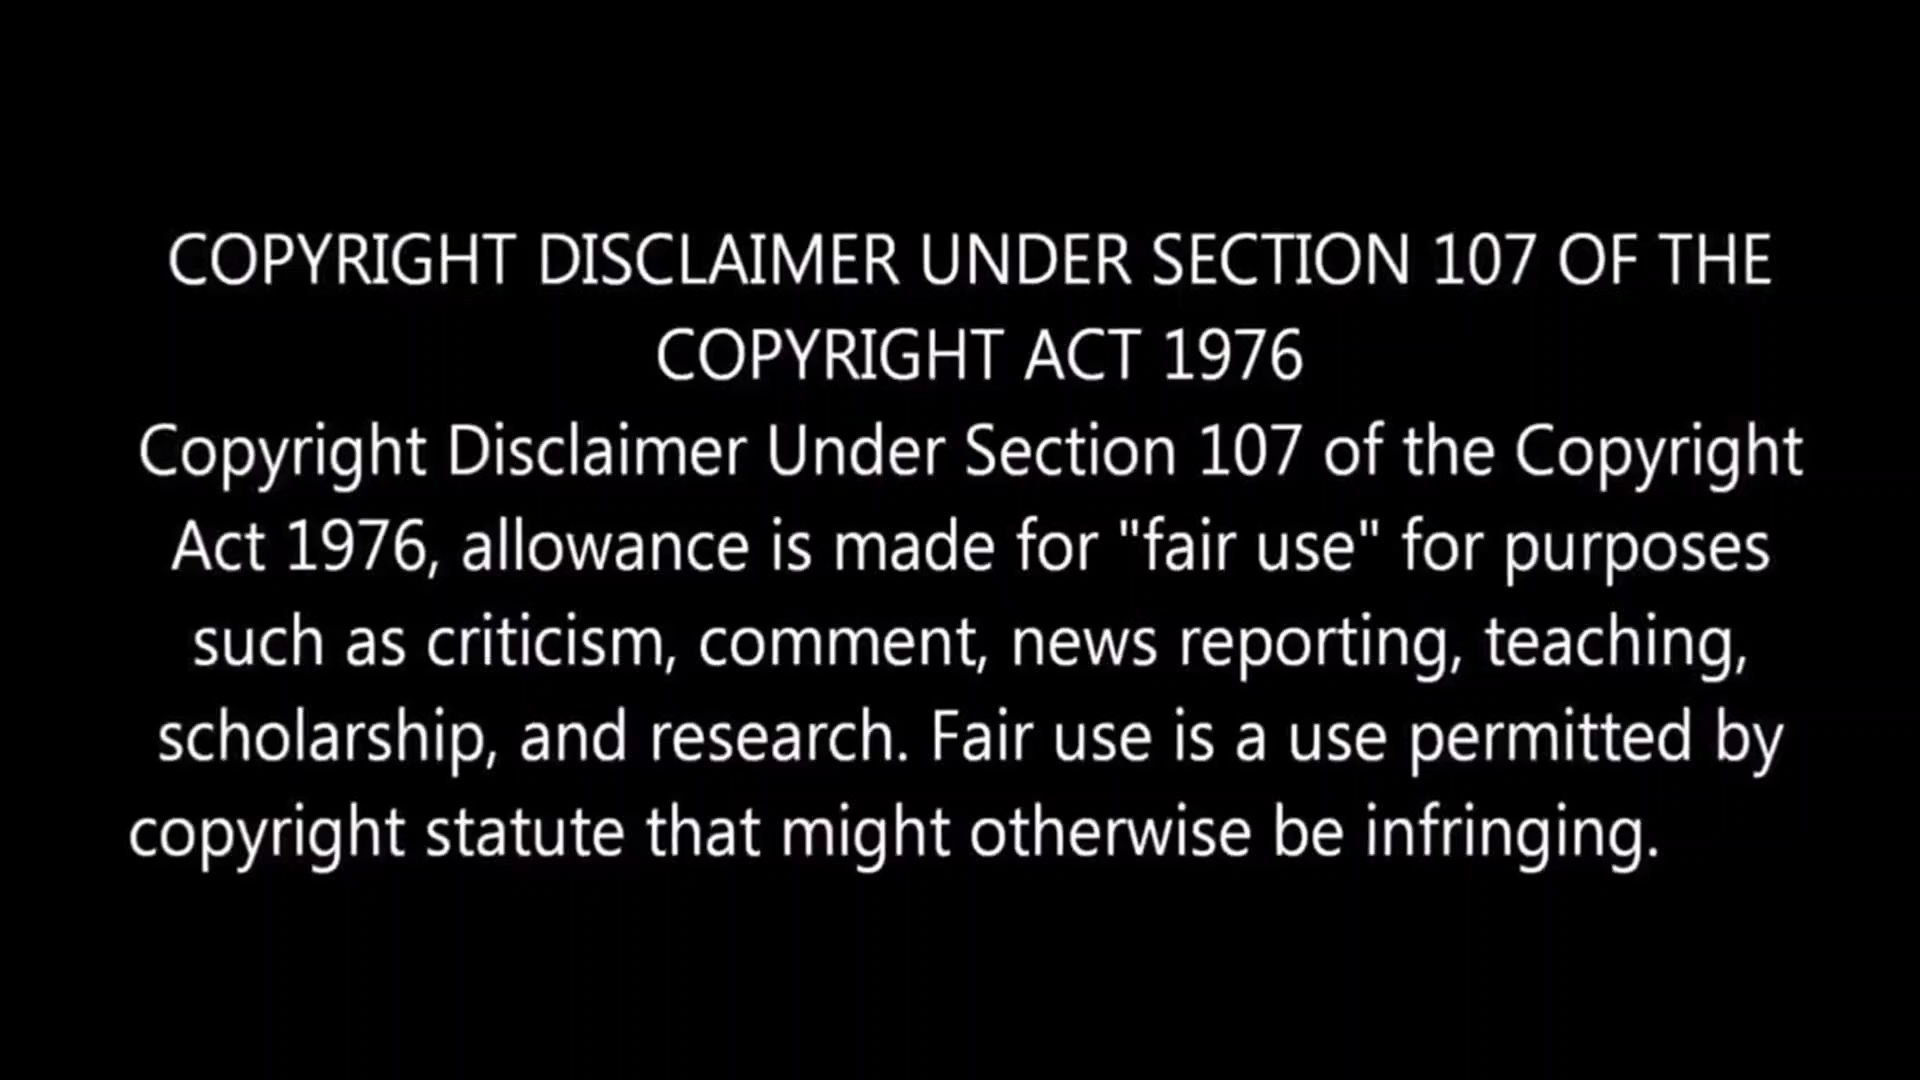 COPYRIGHT DISCLAIMER UNDER SECTION 107 OF THE
COPYRIGHT ACT 1976
Copyright Disclaimer Under Section 107 of the Copyright
Act 1976, allowance is made for "fair use" for purposes
such as criticism, comment, news reporting, teaching,
scholarship, and research. Fair use is a use permitted by
copyright statute that might otherwise be infringing.